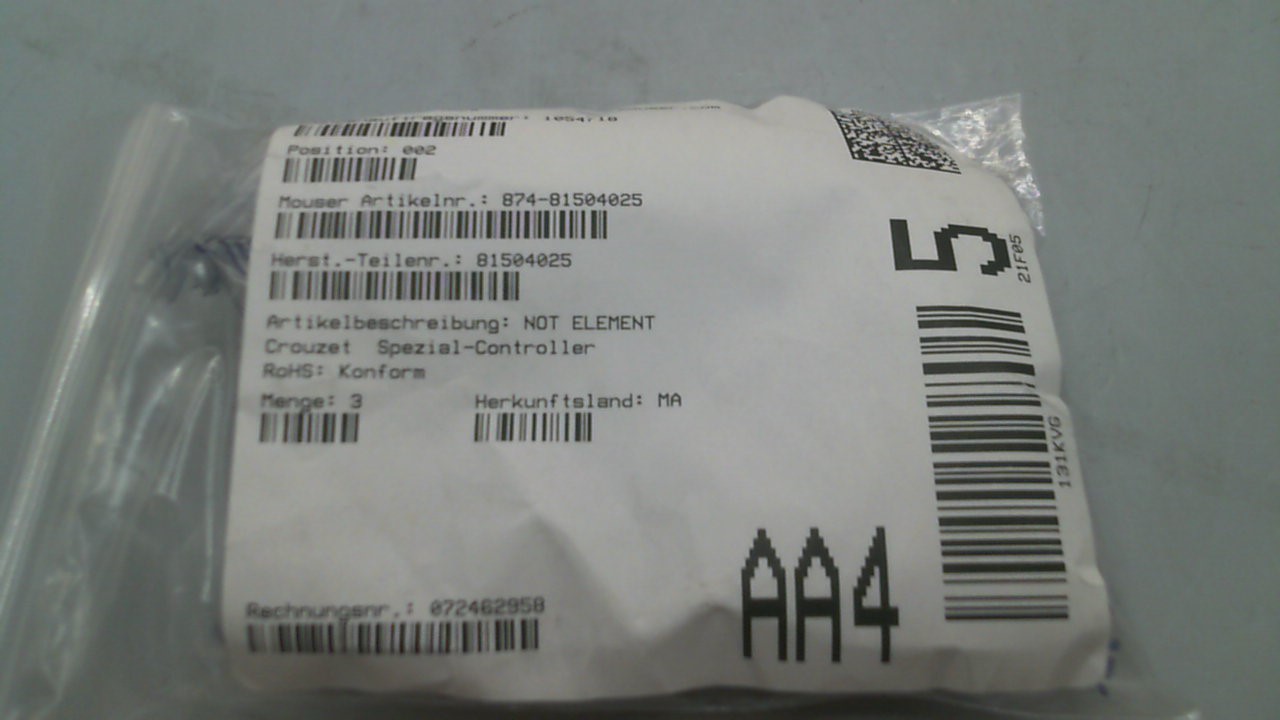 Position: 002
Mouser Artikelnr.: 874-81504025
Herst.-Teilenr.: 81504025
Artikelbeschreibung: NOT ELEMENT
Crouzet Spezial-Controller
RoHS: Konform
Menge: 3 Herkunftsland: MA
Rechnungsnr.: 072462958
AA4
5
21F05
131KVG